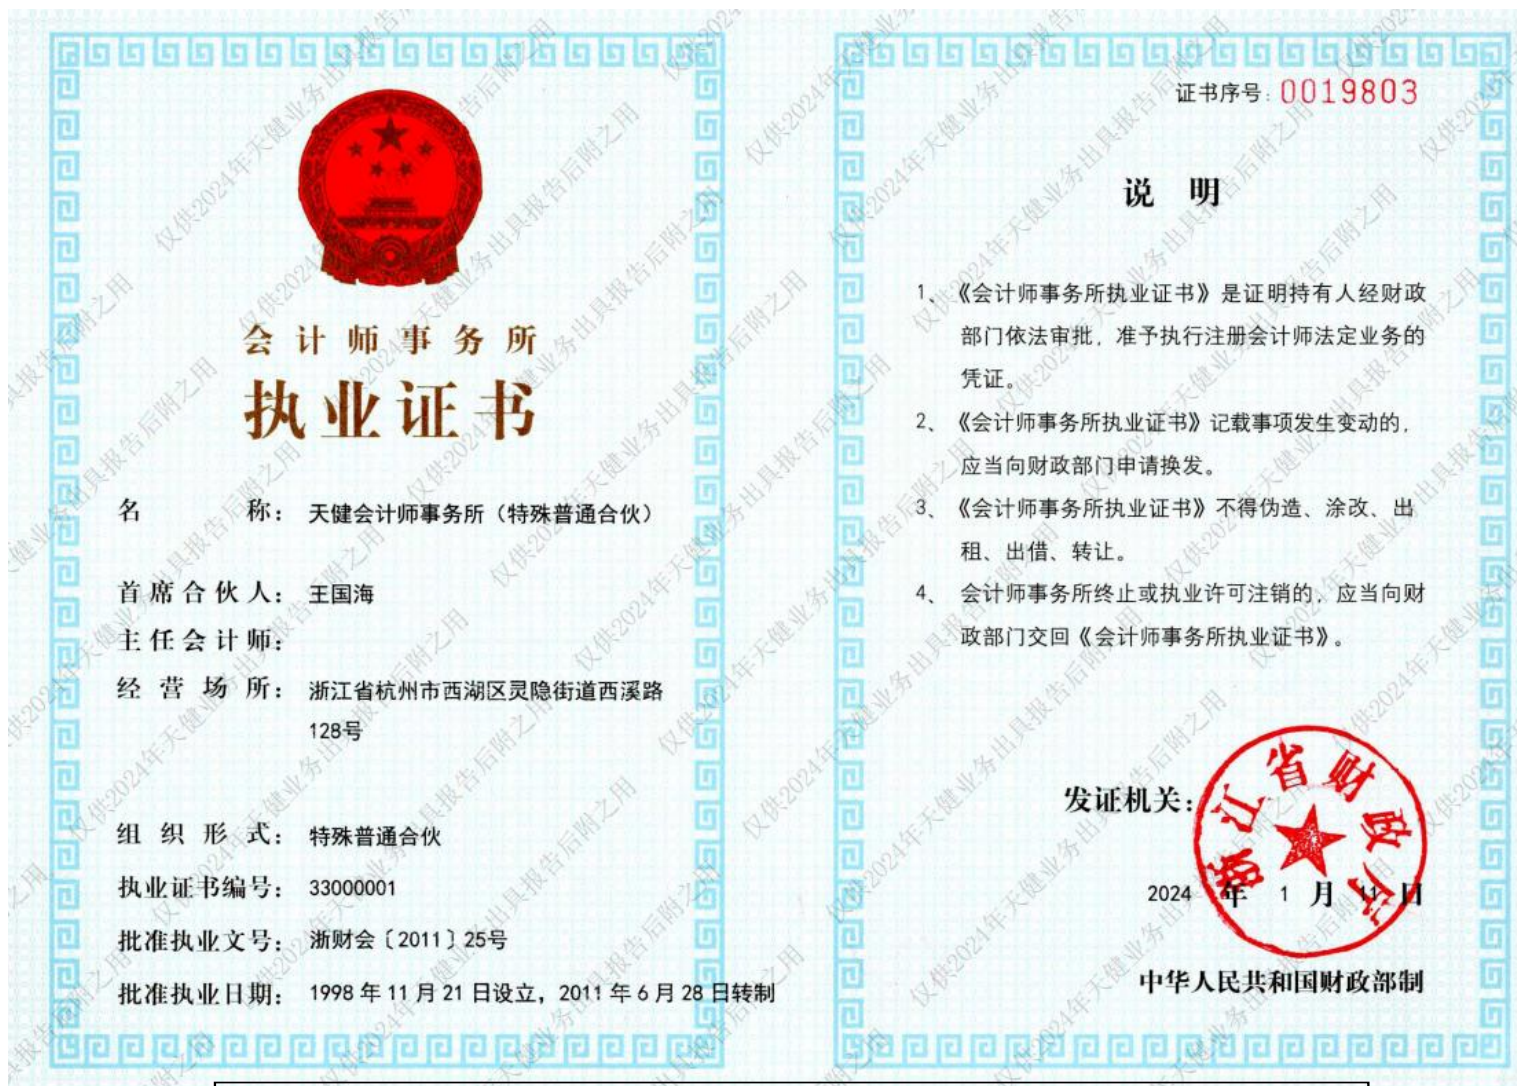 会计师事务所
执业证书
名称：天健会计师事务所（特殊普通合伙）
首席合伙人：王国海
主任会计师：
经营场所：浙江省杭州市西湖区灵隐街道西溪路
128号
组织形式：特殊普通合伙
执业证书编号：33000001
批准执业文号：浙财会〔2011〕25号
批准执业日期：1998年11月21日设立，2011年6月28日转制
证书序号：0019803
说明
1、《会计师事务所执业证书》是证明持有人经财政
部门依法审批，准予执行注册会计师法定业务的
凭证。
2、《会计师事务所执业证书》记载事项发生变动的，
应当向财政部门申请换发。
3、《会计师事务所执业证书》不得伪造、涂改、出
租、出借、转让。
4、会计师事务所终止或执业许可注销的，应当向财
政部门交回《会计师事务所执业证书》。
发证机关：
浙江省财政厅
2024年1月11日
中华人民共和国财政部制
仅供2024年天健业务出具报告后附之用